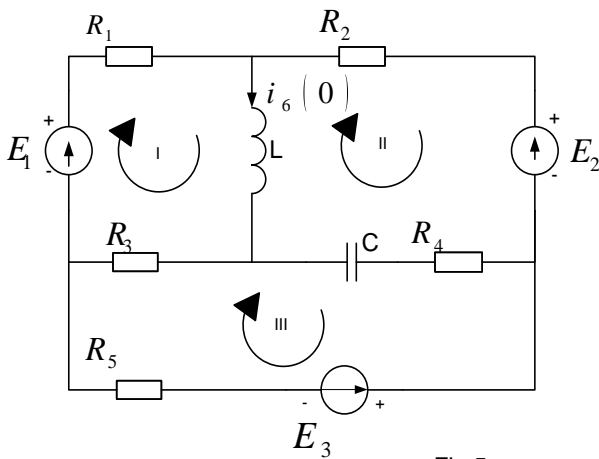 R1 R2
i6 (0)
+ +
E1 I L II E2
- -
R3 C R4
III
R5
- +
E3